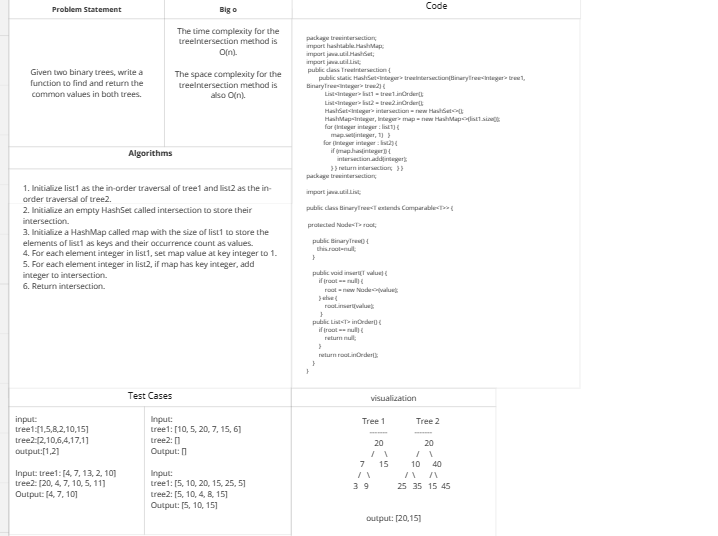 Problem Statement
Big o
Code
Given two binary trees, write a
function to find and return the
common values in both trees.
The time complexity for the
treeIntersection method is
O(n).
The space complexity for the
treeIntersection method is
also O(n).
Algorithms
1. Initialize list1 as the in-order traversal of tree1 and list2 as the in-
order traversal of tree2.
2. Initialize an empty HashSet called intersection to store their
intersection.
3. Initialize a HashMap called map with the size of list1 to store the
elements of list1 as keys and their occurrence count as values.
4. For each element integer in list1, set map value at key integer to 1.
5. For each element integer in list2, if map has key integer, add
integer to intersection.
6. Return intersection.
package treeintersection;
import hashtable.HashMap;
import java.util.HashSet;
import java.util.List;
public class TreeIntersection {
public static HashSet<Integer> treeIntersection(BinaryTree<Integer> tree1,
BinaryTree<Integer> tree2) {
List<Integer> list1 = tree1.inOrder();
List<Integer> list2 = tree2.inOrder();
HashSet<Integer> intersection = new HashSet<>();
HashMap<Integer, Integer> map = new HashMap<>(list1.size());
for (Integer integer : list1) {
map.set(integer, 1) }
for (Integer integer : list2) {
if (map.has(integer)) {
intersection.add(integer);
} } return intersection; } }
package treeintersection;
import java.util.List;
public class BinaryTree<T extends Comparable<T>> {
protected Node<T> root;
public BinaryTree() {
this.root=null;
}
public void insert(T value) {
if (root == null) {
root = new Node<>(value);
} else {
root.insert(value);
}
public List<T> inOrder() {
if (root == null) {
return null;
}
return root.inOrder();
}
}
Test Cases
visualization
input:
tree1:[1,5,8,2,10,15]
tree2:[2,10,6,4,17,1]
output:[1,2]
Input: tree1: [4, 7, 13, 2, 10]
tree2: [20, 4, 7, 10, 5, 11]
Output: [4, 7, 10]
Input:
tree1: [10, 5, 20, 7, 15, 6]
tree2: []
Output: []
Input:
tree1: [5, 10, 20, 15, 25, 5]
tree2: [5, 10, 4, 8, 15]
Output: [5, 10, 15]
Tree 1 Tree 2
------- -------
20 20
/ \ / \
7 15 10 40
/ \ / \ / \
3 9 25 35 15 45
output: [20,15]